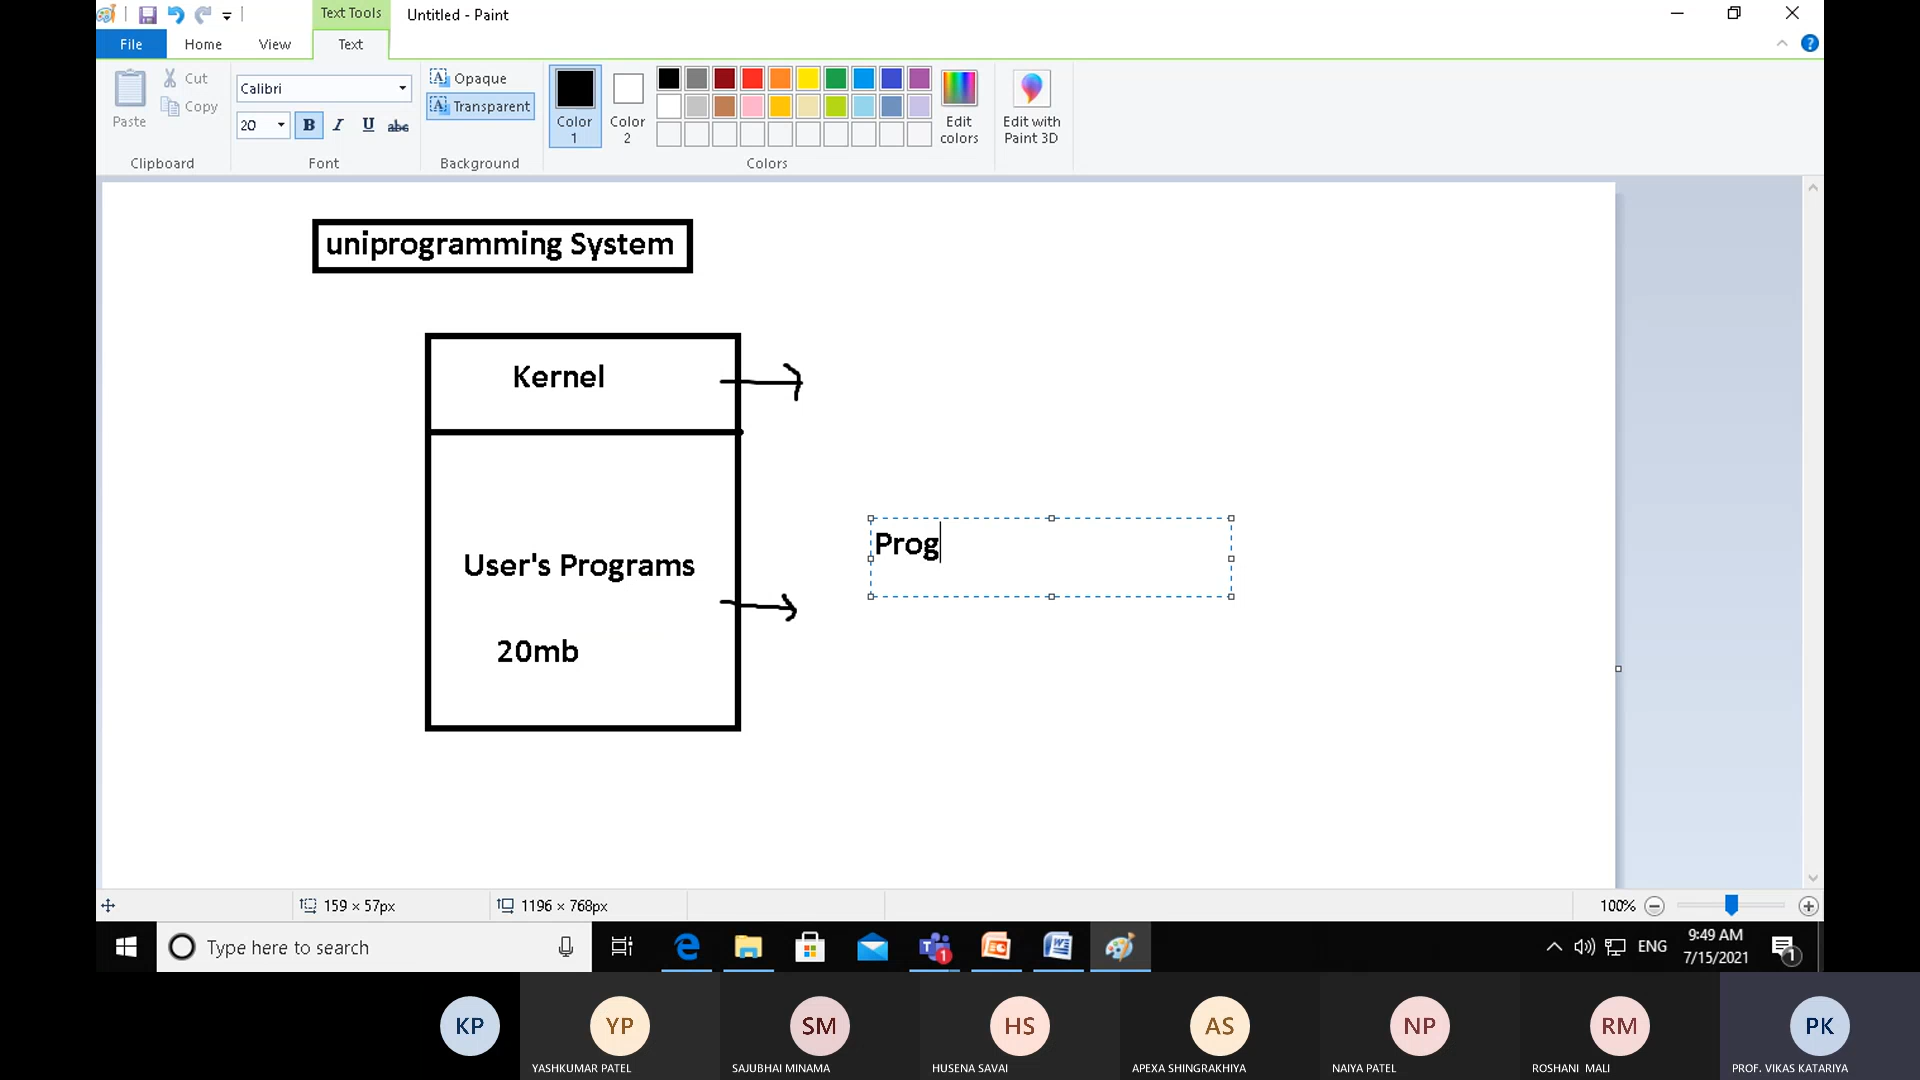 Text Tools
Untitled - Paint
File
Home
View
Text
Paste
Cut
Copy
Clipboard
Calibri
20
B I U abc
Font
Opaque
Transparent
Background
Color 1
Color 2
Edit colors
Colors
Edit with Paint 3D
uniprogramming System
Kernel
User's Programs
20mb
Prog
159 × 57px
1196 × 768px
100%
Type here to search
1
ENG
9:49 AM
7/15/2021
1
KP
YP
SM
HS
AS
NP
RM
PK
YASHKUMAR PATEL
SAJUBHAI MINAMA
HUSENA SAVAI
APEXA SHINGRAKHIYA
NAIYA PATEL
ROSHANI MALI
PROF. VIKAS KATARIYA